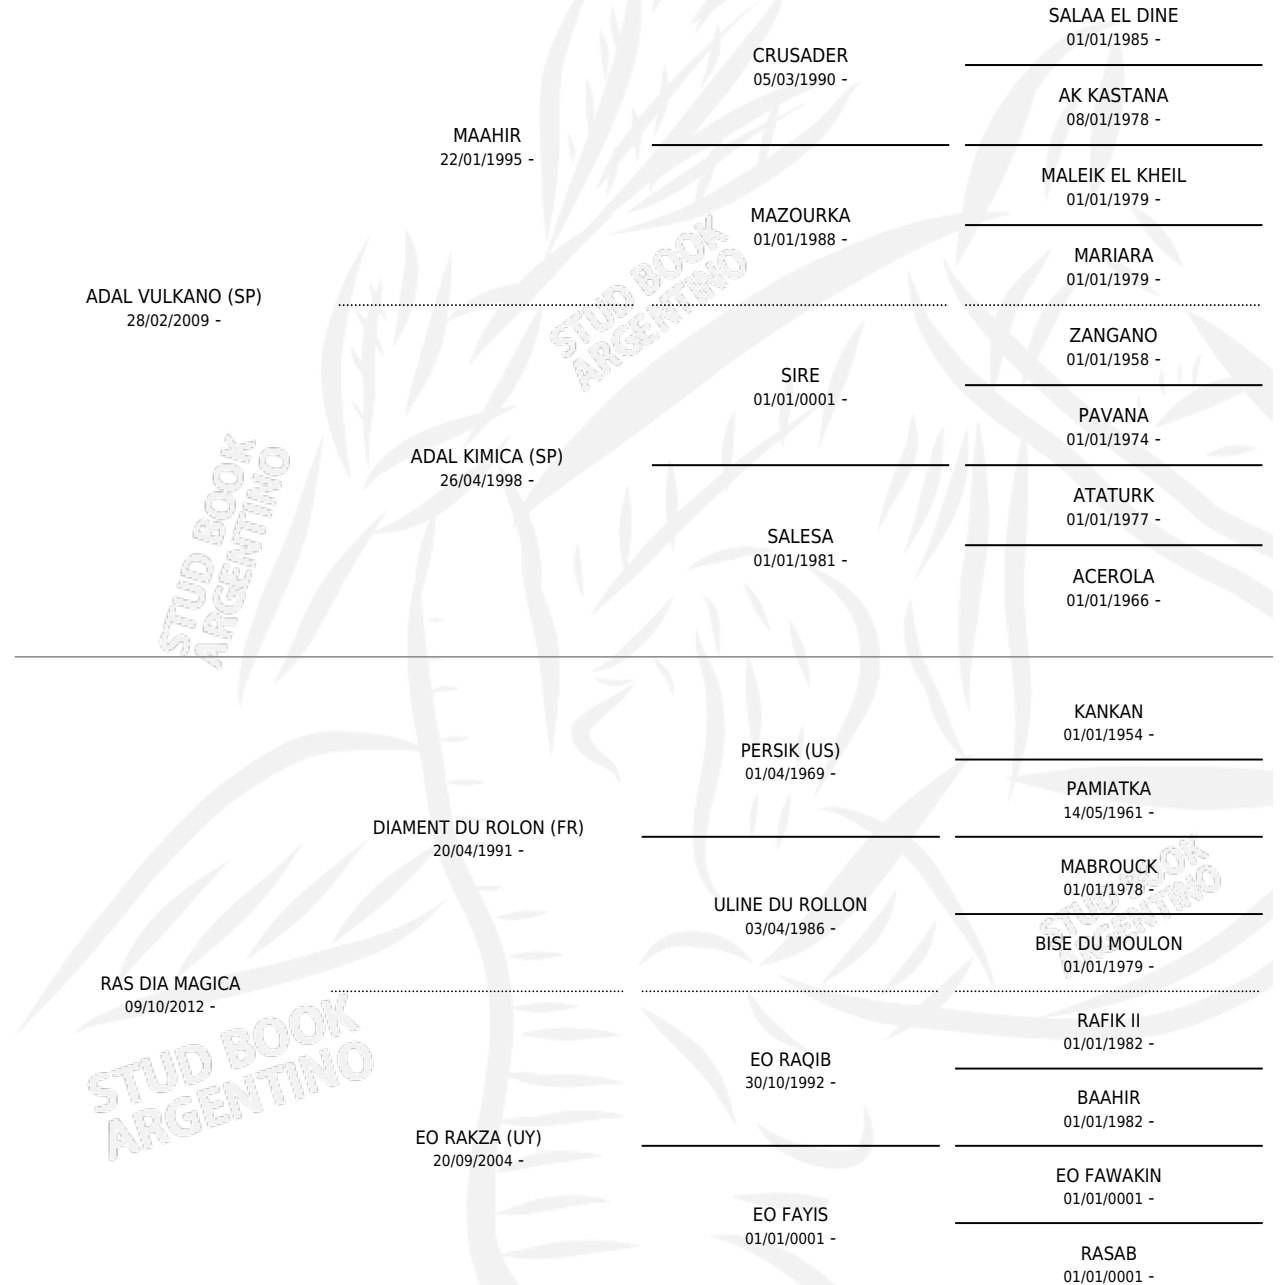 SALAA EL DINE
01/01/1985 -
CRUSADER
05/03/1990 -
AK KASTANA
08/01/1978 -
MAAHIR
22/01/1995 -
MALEIK EL KHEIL
01/01/1979 -
MAZOURKA
01/01/1988 -
MARIARA
01/01/1979 -
ADAL VULKANO (SP)
28/02/2009 -
ZANGANO
01/01/1958 -
SIRE
01/01/0001 -
PAVANA
01/01/1974 -
ADAL KIMICA (SP)
26/04/1998 -
ATATURK
01/01/1977 -
SALESA
01/01/1981 -
ACEROLA
01/01/1966 -
KANKAN
01/01/1954 -
PERSIK (US)
01/04/1969 -
PAMIATKA
14/05/1961 -
DIAMENT DU ROLON (FR)
20/04/1991 -
MABROUCK
01/01/1978 -
ULINE DU ROLLON
03/04/1986 -
BISE DU MOULON
01/01/1979 -
RAS DIA MAGICA
09/10/2012 -
RAFIK II
01/01/1982 -
EO RAQIB
30/10/1992 -
BAAHIR
01/01/1982 -
EO RAKZA (UY)
20/09/2004 -
EO FAWAKIN
01/01/0001 -
EO FAYIS
01/01/0001 -
RASAB
01/01/0001 -
STUD BOOK
ARGENTINO
STUD BOOK
ARGENTINO
STUD BOOK
ARGENTINO
STUD BOOK
ARGENTINO